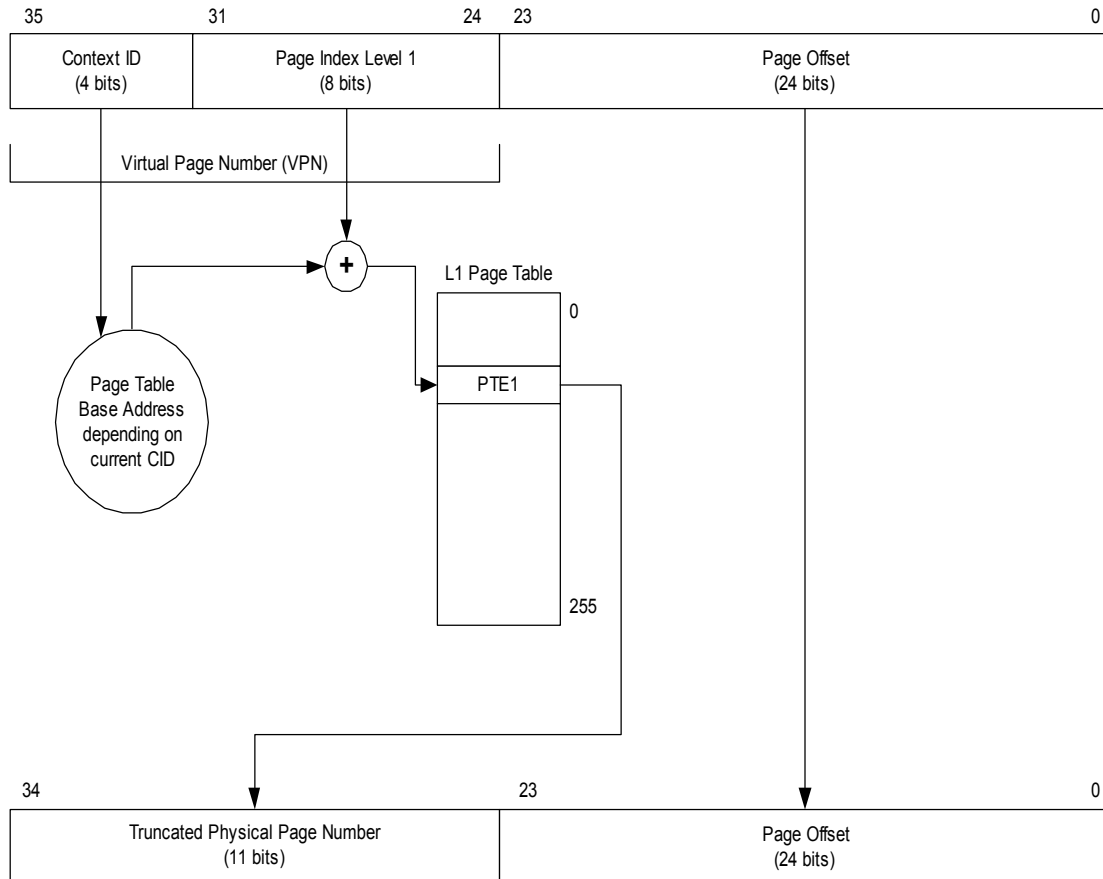 35 31 24 23 0
Context ID Page Index Level 1 Page Offset
(4 bits) (8 bits) (24 bits)
Virtual Page Number (VPN)
+
L1 Page Table
0
PTE1
Page Table
Base Address
depending on
current CID
255
34 23 0
Truncated Physical Page Number Page Offset
(11 bits) (24 bits)